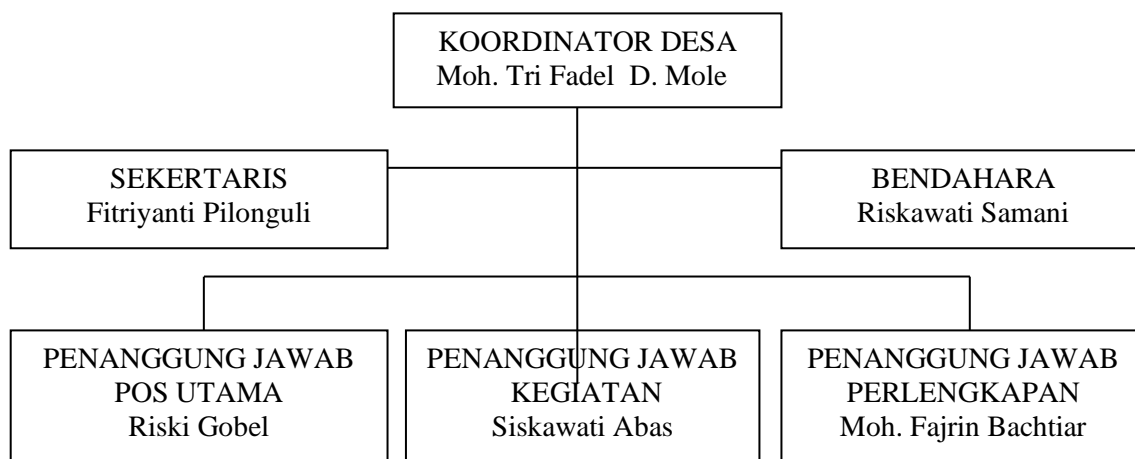 KOORDINATOR DESA
Moh. Tri Fadel  D. Mole
SEKERTARIS
Fitriyanti Pilonguli
BENDAHARA
Riskawati Samani
PENANGGUNG JAWAB
POS UTAMA
Riski Gobel
PENANGGUNG JAWAB
KEGIATAN
Siskawati Abas
PENANGGUNG JAWAB
PERLENGKAPAN
Moh. Fajrin Bachtiar